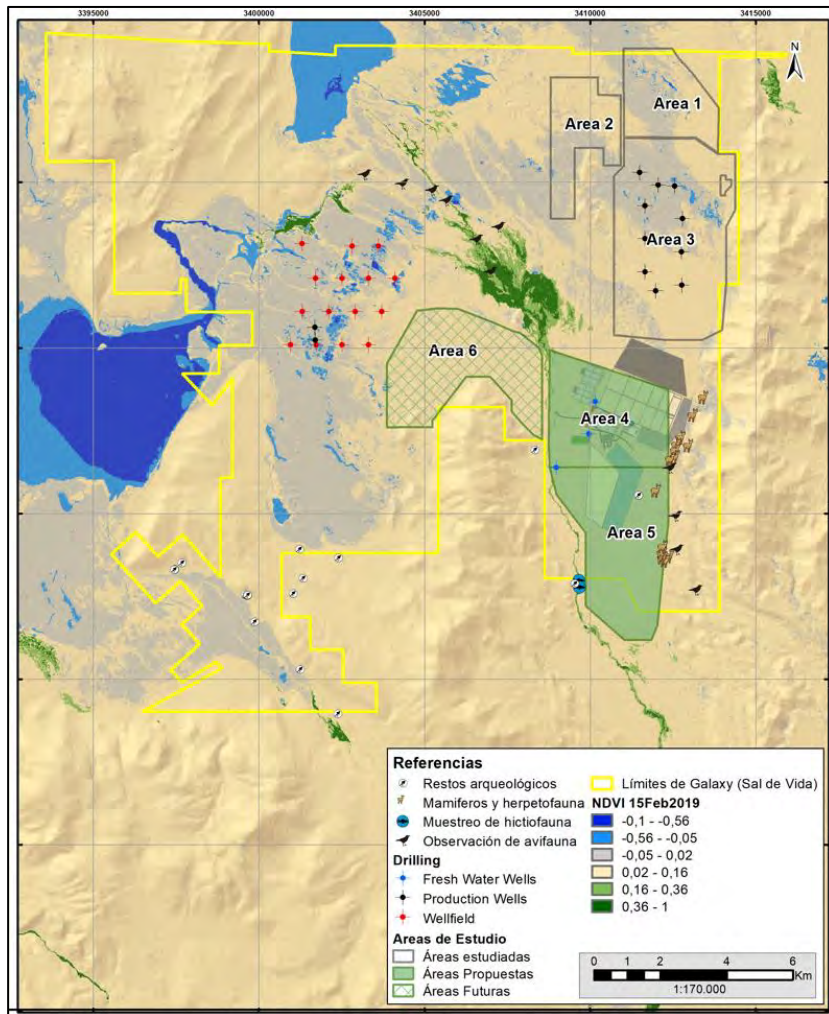 3395000 3400000 3405000 3410000 3415000
N
Area 1
Area 2
Area 3
Area 6
Area 4
Area 5
Referencias
Restos arqueológicos
Mamiferos y herpetofauna
Muestreo de hictiofauna
Observación de avifauna
Drilling
Fresh Water Wells
Production Wells
Wellfield
Areas de Estudio
Áreas estudiadas
Áreas Propuestas
Áreas Futuras
Límites de Galaxy (Sal de Vida)
NDVI 15Feb2019
-0,1 - -0,56
-0,56 - -0,05
-0,05 - 0,02
0,02 - 0,16
0,16 - 0,36
0,36 - 1
0 1 2 4 6
Km
1:170.000